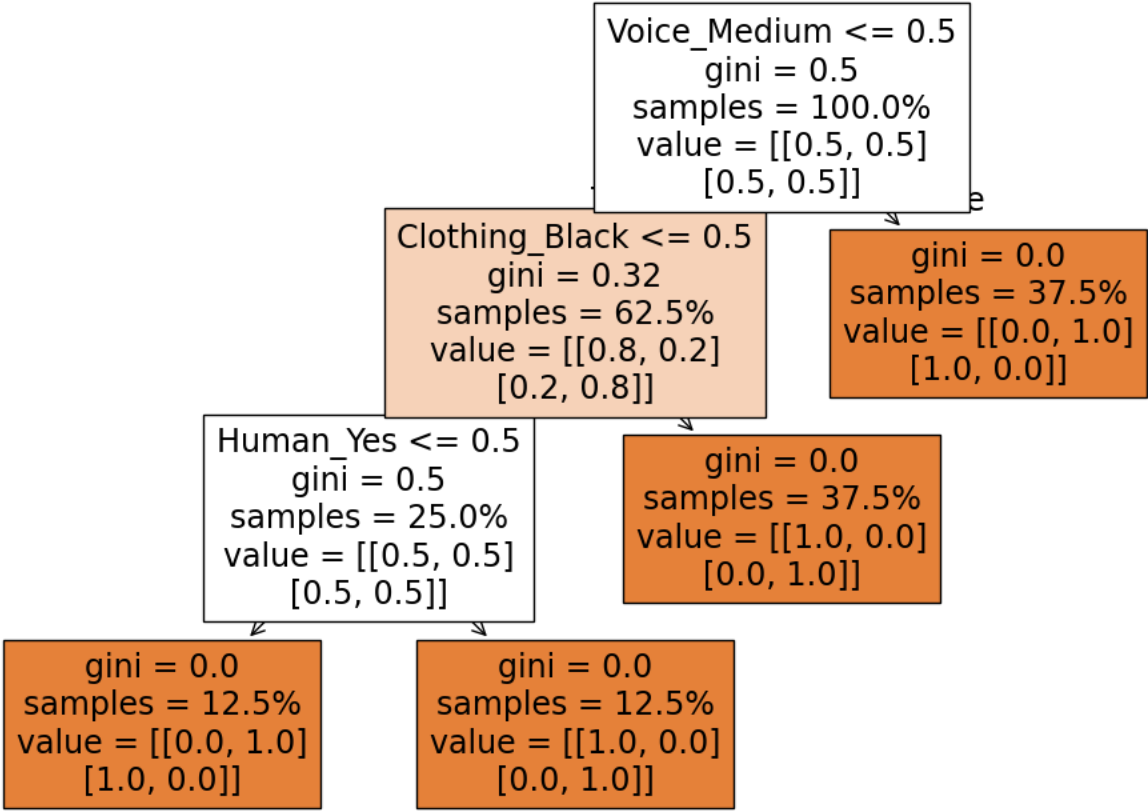 Voice_Medium <= 0.5
gini = 0.5
samples = 100.0%
value = [[0.5, 0.5]
[0.5, 0.5]]
Clothing_Black <= 0.5
gini = 0.32
samples = 62.5%
value = [[0.8, 0.2]
[0.2, 0.8]]
gini = 0.0
samples = 37.5%
value = [[0.0, 1.0]
[1.0, 0.0]]
Human_Yes <= 0.5
gini = 0.5
samples = 25.0%
value = [[0.5, 0.5]
[0.5, 0.5]]
gini = 0.0
samples = 37.5%
value = [[1.0, 0.0]
[0.0, 1.0]]
gini = 0.0
samples = 12.5%
value = [[0.0, 1.0]
[1.0, 0.0]]
gini = 0.0
samples = 12.5%
value = [[1.0, 0.0]
[0.0, 1.0]]